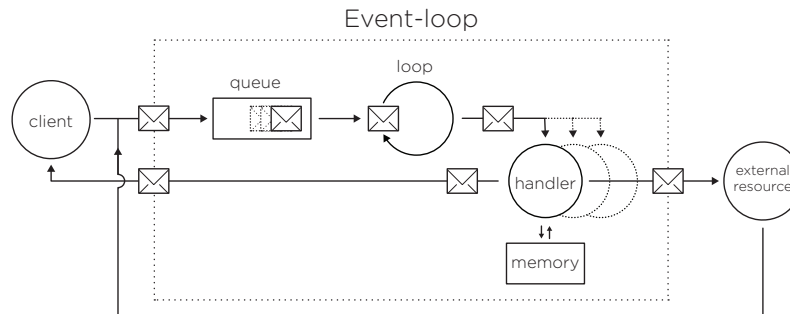 Event-loop
queue
loop
client
handler
external
resource
memory